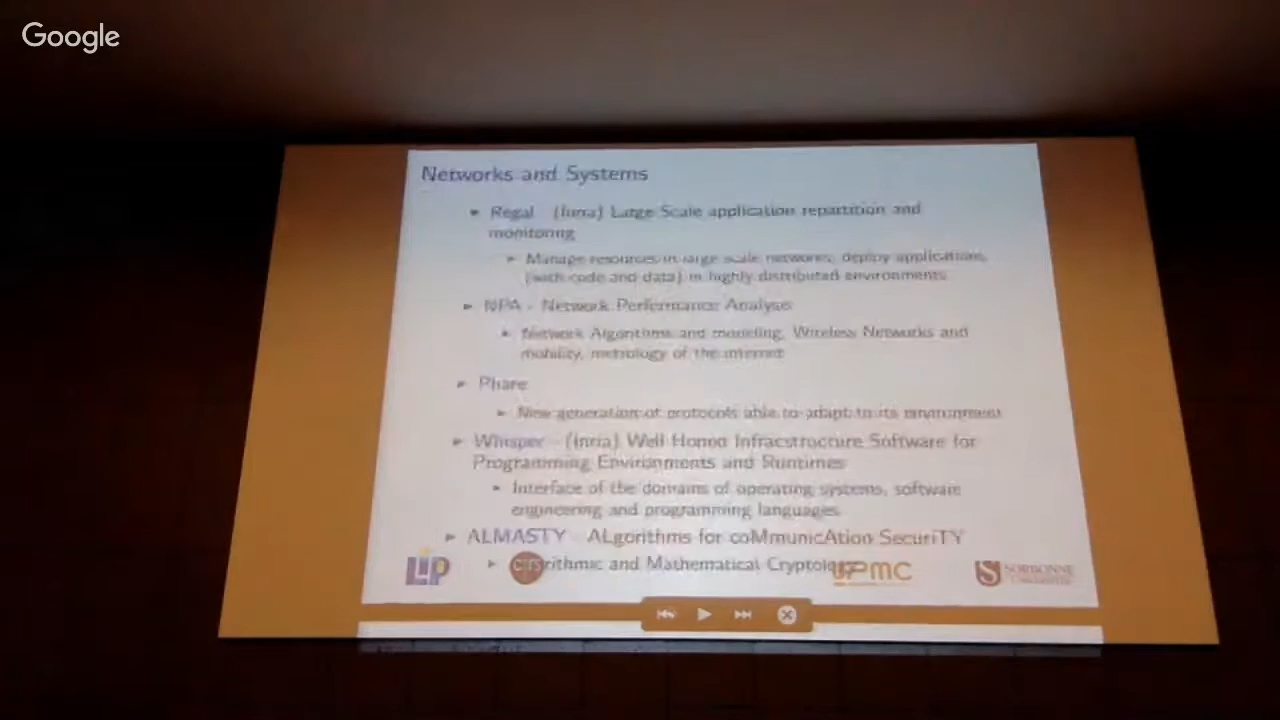 Google
Networks and Systems
Regal - (Inria) Large Scale application repartition and
monitoring
Manage resources in large scale networks, deploy applications
(with code and data) in highly distributed environments
NPA - Network Performance Analysis
Network Algorithms and modeling, Wireless Networks and
mobility, metrology of the internet
Phare
New generation of protocols able to adapt to its environment
Whisper - (Inria) Well Honed Infracstructure Software for
Programming Environments and Runtimes
Interface of the domains of operating systems, software
engineering and programming languages
ALMASTY - ALgorithms for coMmunicAtion SecuriTY
rithmic and Mathematical Cryptolo
LIP6
UPMC
SORBONNE